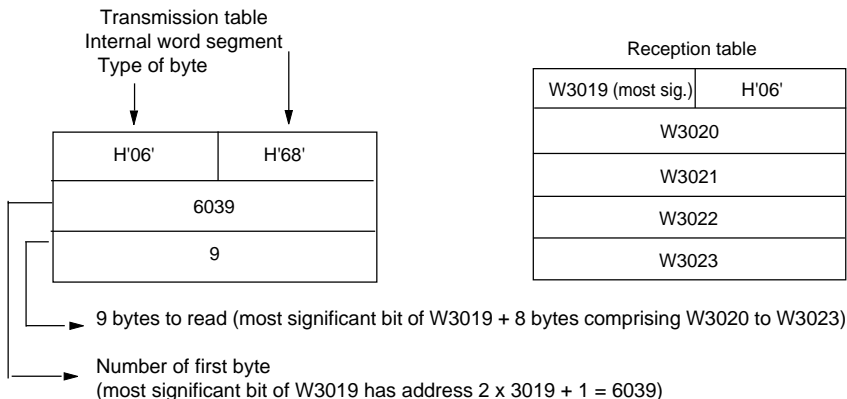 Transmission table
Internal word segment
Type of byte
H'06' H'68'
6039
9
Reception table
W3019 (most sig.) H'06'
W3020
W3021
W3022
W3023
9 bytes to read (most significant bit of W3019 + 8 bytes comprising W3020 to W3023)
Number of first byte
(most significant bit of W3019 has address 2 x 3019 + 1 = 6039)